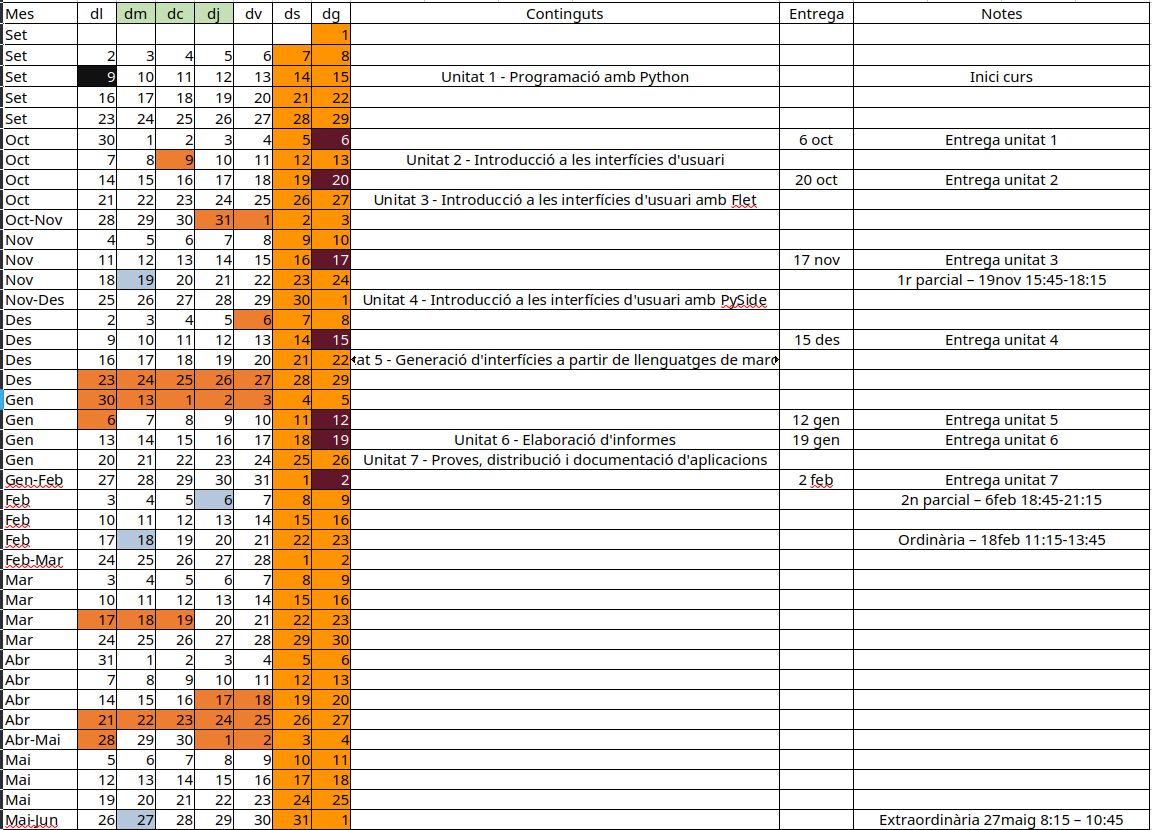 Mes dl dm dc dj dv ds dg Continguts Entrega Notes
Set 1
Set 2 3 4 5 6 7 8
Set 9 10 11 12 13 14 15 Unitat 1 - Programació amb Python Inici curs
Set 16 17 18 19 20 21 22
Set 23 24 25 26 27 28 29
Oct 30 1 2 3 4 5 6 6 oct Entrega unitat 1
Oct 7 8 9 10 11 12 13 Unitat 2 - Introducció a les interfícies d'usuari
Oct 14 15 16 17 18 19 20 20 oct Entrega unitat 2
Oct 21 22 23 24 25 26 27 Unitat 3 - Introducció a les interfícies d'usuari amb Flet
Oct-Nov 28 29 30 31 1 2 3
Nov 4 5 6 7 8 9 10
Nov 11 12 13 14 15 16 17 17 nov Entrega unitat 3
Nov 18 19 20 21 22 23 24 1r parcial – 19nov 15:45-18:15
Nov-Des 25 26 27 28 29 30 1 Unitat 4 - Introducció a les interfícies d'usuari amb PySide
Des 2 3 4 5 6 7 8
Des 9 10 11 12 13 14 15 15 des Entrega unitat 4
Des 16 17 18 19 20 21 22 at 5 - Generació d'interfícies a partir de llenguatges de marc
Des 23 24 25 26 27 28 29
Gen 30 13 1 2 3 4 5
Gen 6 7 8 9 10 11 12 12 gen Entrega unitat 5
Gen 13 14 15 16 17 18 19 Unitat 6 - Elaboració d'informes 19 gen Entrega unitat 6
Gen 20 21 22 23 24 25 26 Unitat 7 - Proves, distribució i documentació d'aplicacions
Gen-Feb 27 28 29 30 31 1 2 2 feb Entrega unitat 7
Feb 3 4 5 6 7 8 9 2n parcial – 6feb 18:45-21:15
Feb 10 11 12 13 14 15 16
Feb 17 18 19 20 21 22 23 Ordinària – 18feb 11:15-13:45
Feb-Mar 24 25 26 27 28 1 2
Mar 3 4 5 6 7 8 9
Mar 10 11 12 13 14 15 16
Mar 17 18 19 20 21 22 23
Mar 24 25 26 27 28 29 30
Abr 31 1 2 3 4 5 6
Abr 7 8 9 10 11 12 13
Abr 14 15 16 17 18 19 20
Abr 21 22 23 24 25 26 27
Abr-Mai 28 29 30 1 2 3 4
Mai 5 6 7 8 9 10 11
Mai 12 13 14 15 16 17 18
Mai 19 20 21 22 23 24 25
Mai-Jun 26 27 28 29 30 31 1 Extraordinària 27maig 8:15 – 10:45